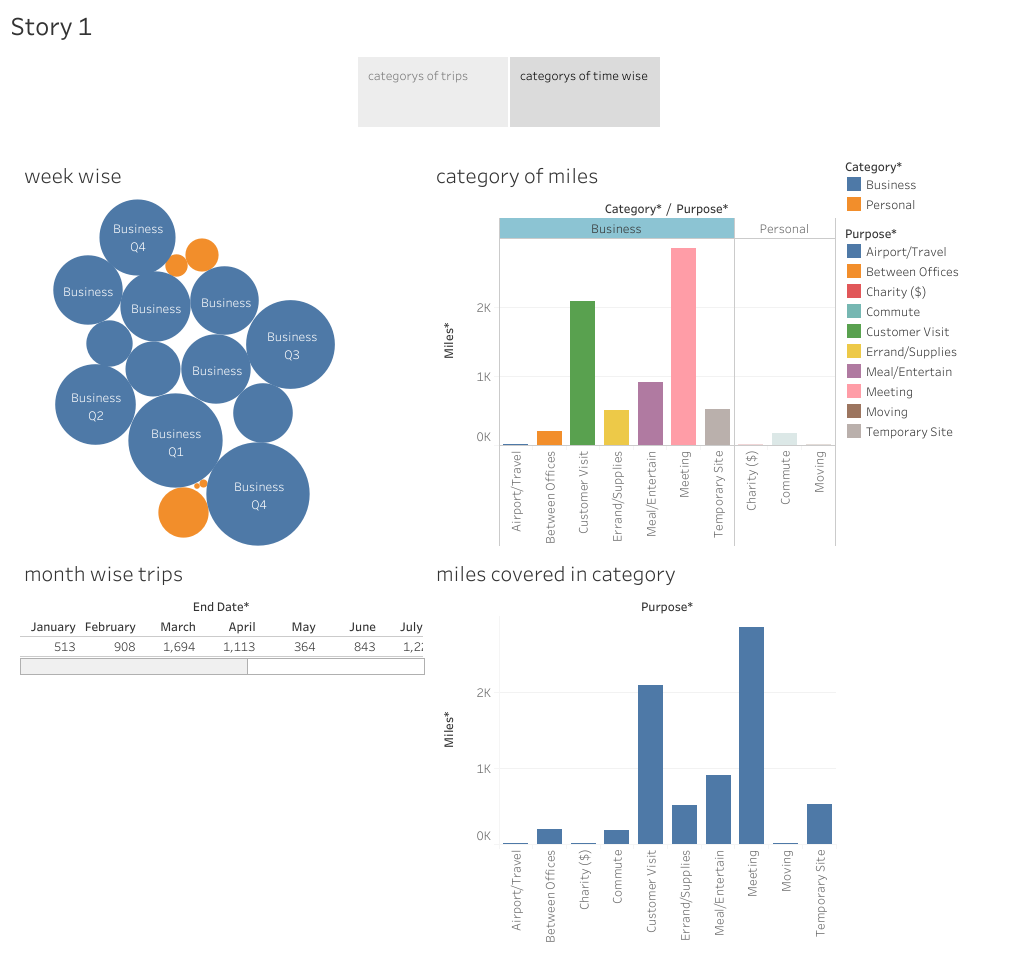 Story 1
categorys of trips
categorys of time wise
week wise
Business
Q4
Business
Business
Business
Business
Q3
Business
Business
Q2
Business
Q1
Business
Q4
category of miles
Category* / Purpose*
Business
Personal
Miles*
2K
1K
0K
Airport/Travel
Between Offices
Customer Visit
Errand/Supplies
Meal/Entertain
Meeting
Temporary Site
Charity ($)
Commute
Moving
Category*
Business
Personal
Purpose*
Airport/Travel
Between Offices
Charity ($)
Commute
Customer Visit
Errand/Supplies
Meal/Entertain
Meeting
Moving
Temporary Site
month wise trips
End Date*
January February March April May June July
513 908 1,694 1,113 364 843
miles covered in category
Purpose*
Miles*
2K
1K
0K
Airport/Travel
Between Offices
Charity ($)
Commute
Customer Visit
Errand/Supplies
Meal/Entertain
Meeting
Moving
Temporary Site